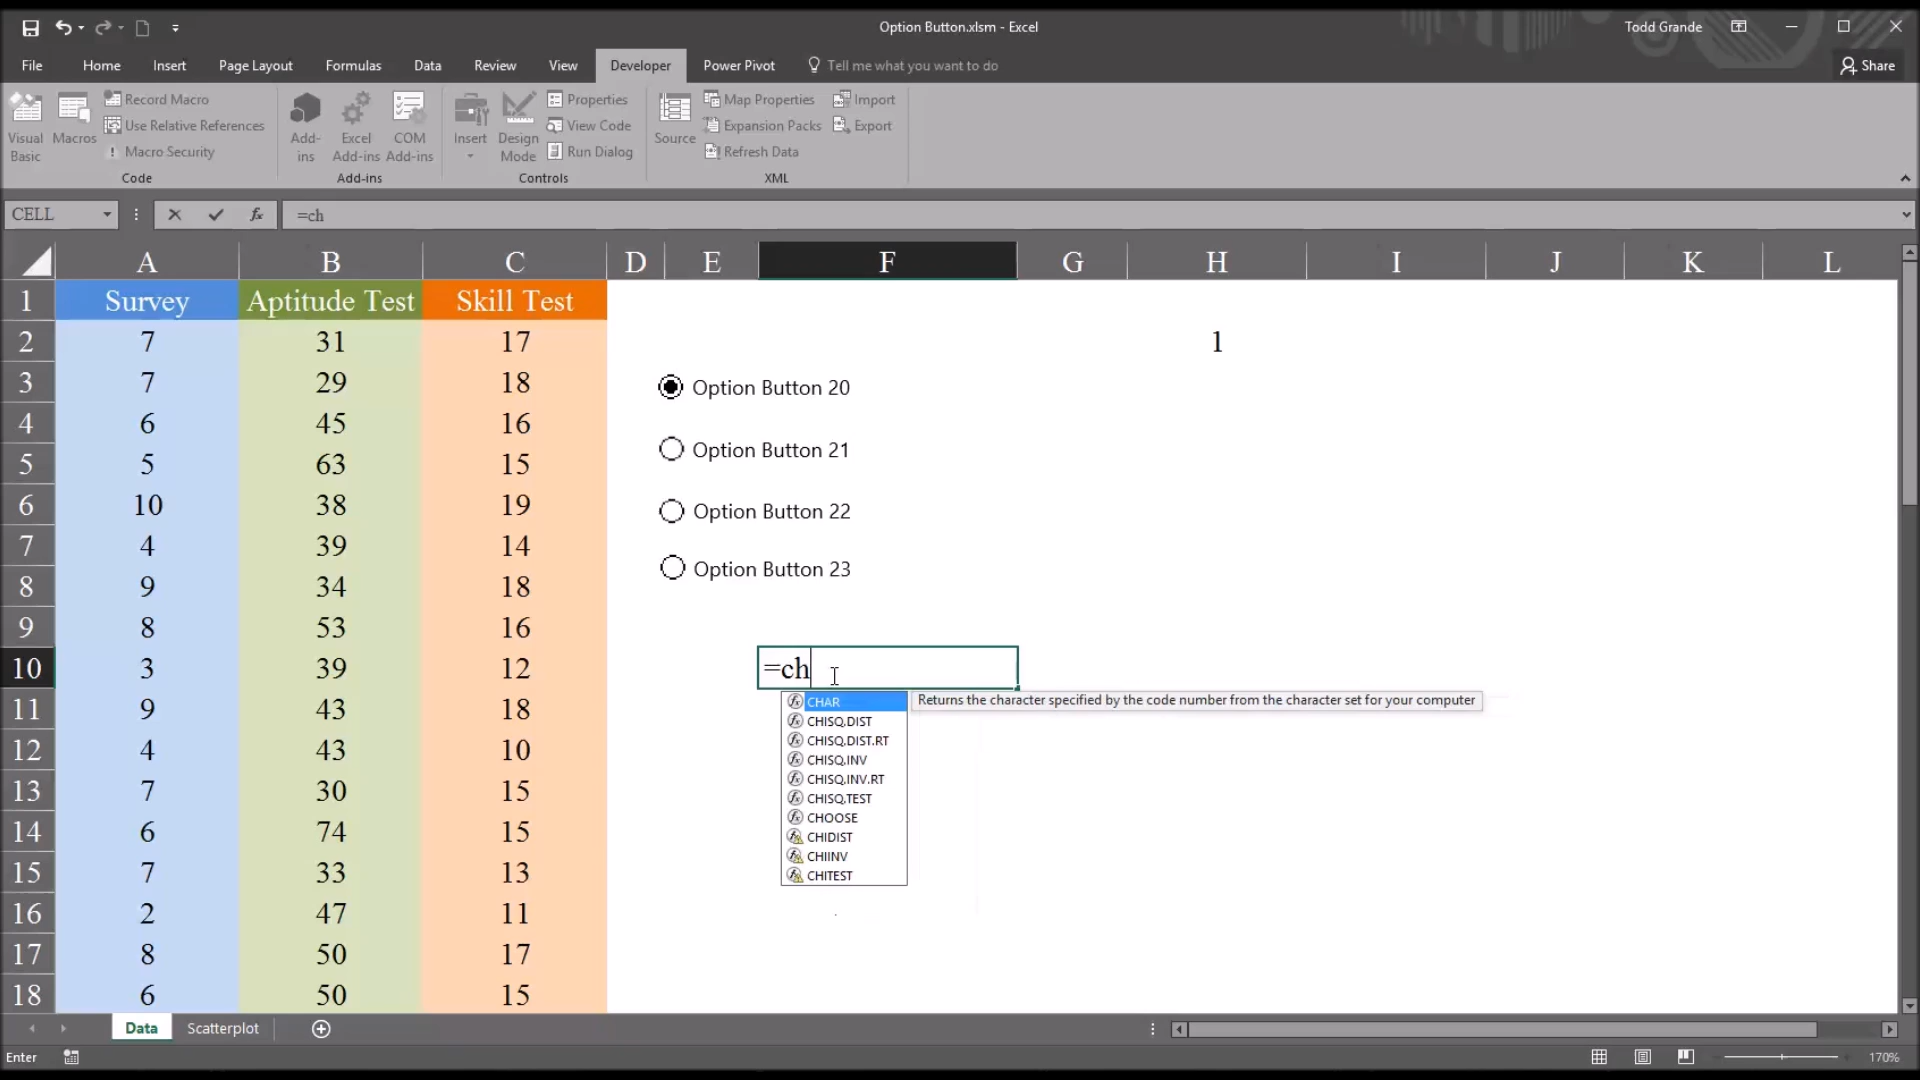 Option Button.xlsm - Excel
Todd Grande
File Home Insert Page Layout Formulas Data Review View Developer Power Pivot Tell me what you want to do
Share
Visual Basic
Macros
Record Macro
Use Relative References
! Macro Security
Code
Add-ins
Excel Add-ins
COM Add-ins
Add-ins
Insert
Design Mode
Properties
View Code
Run Dialog
Controls
Source
Map Properties
Expansion Packs
Refresh Data
Import
Export
XML
CELL
fx
=ch
A B C D E F G H I J K L
1 Survey Aptitude Test Skill Test
2 7 31 17 1
3 7 29 18
Option Button 20
4 6 45 16
Option Button 21
5 5 63 15
6 10 38 19
Option Button 22
7 4 39 14
Option Button 23
8 9 34 18
9 8 53 16
10 3 39 12 =ch
11 9 43 18
12 4 43 10
13 7 30 15
14 6 74 15
15 7 33 13
16 2 47 11
17 8 50 17
18 6 50 15
CHAR
Returns the character specified by the code number from the character set for your computer
CHISQ.DIST
CHISQ.DIST.RT
CHISQ.INV
CHISQ.INV.RT
CHISQ.TEST
CHOOSE
CHIDIST
CHIINV
CHITEST
Data Scatterplot
Enter
170%